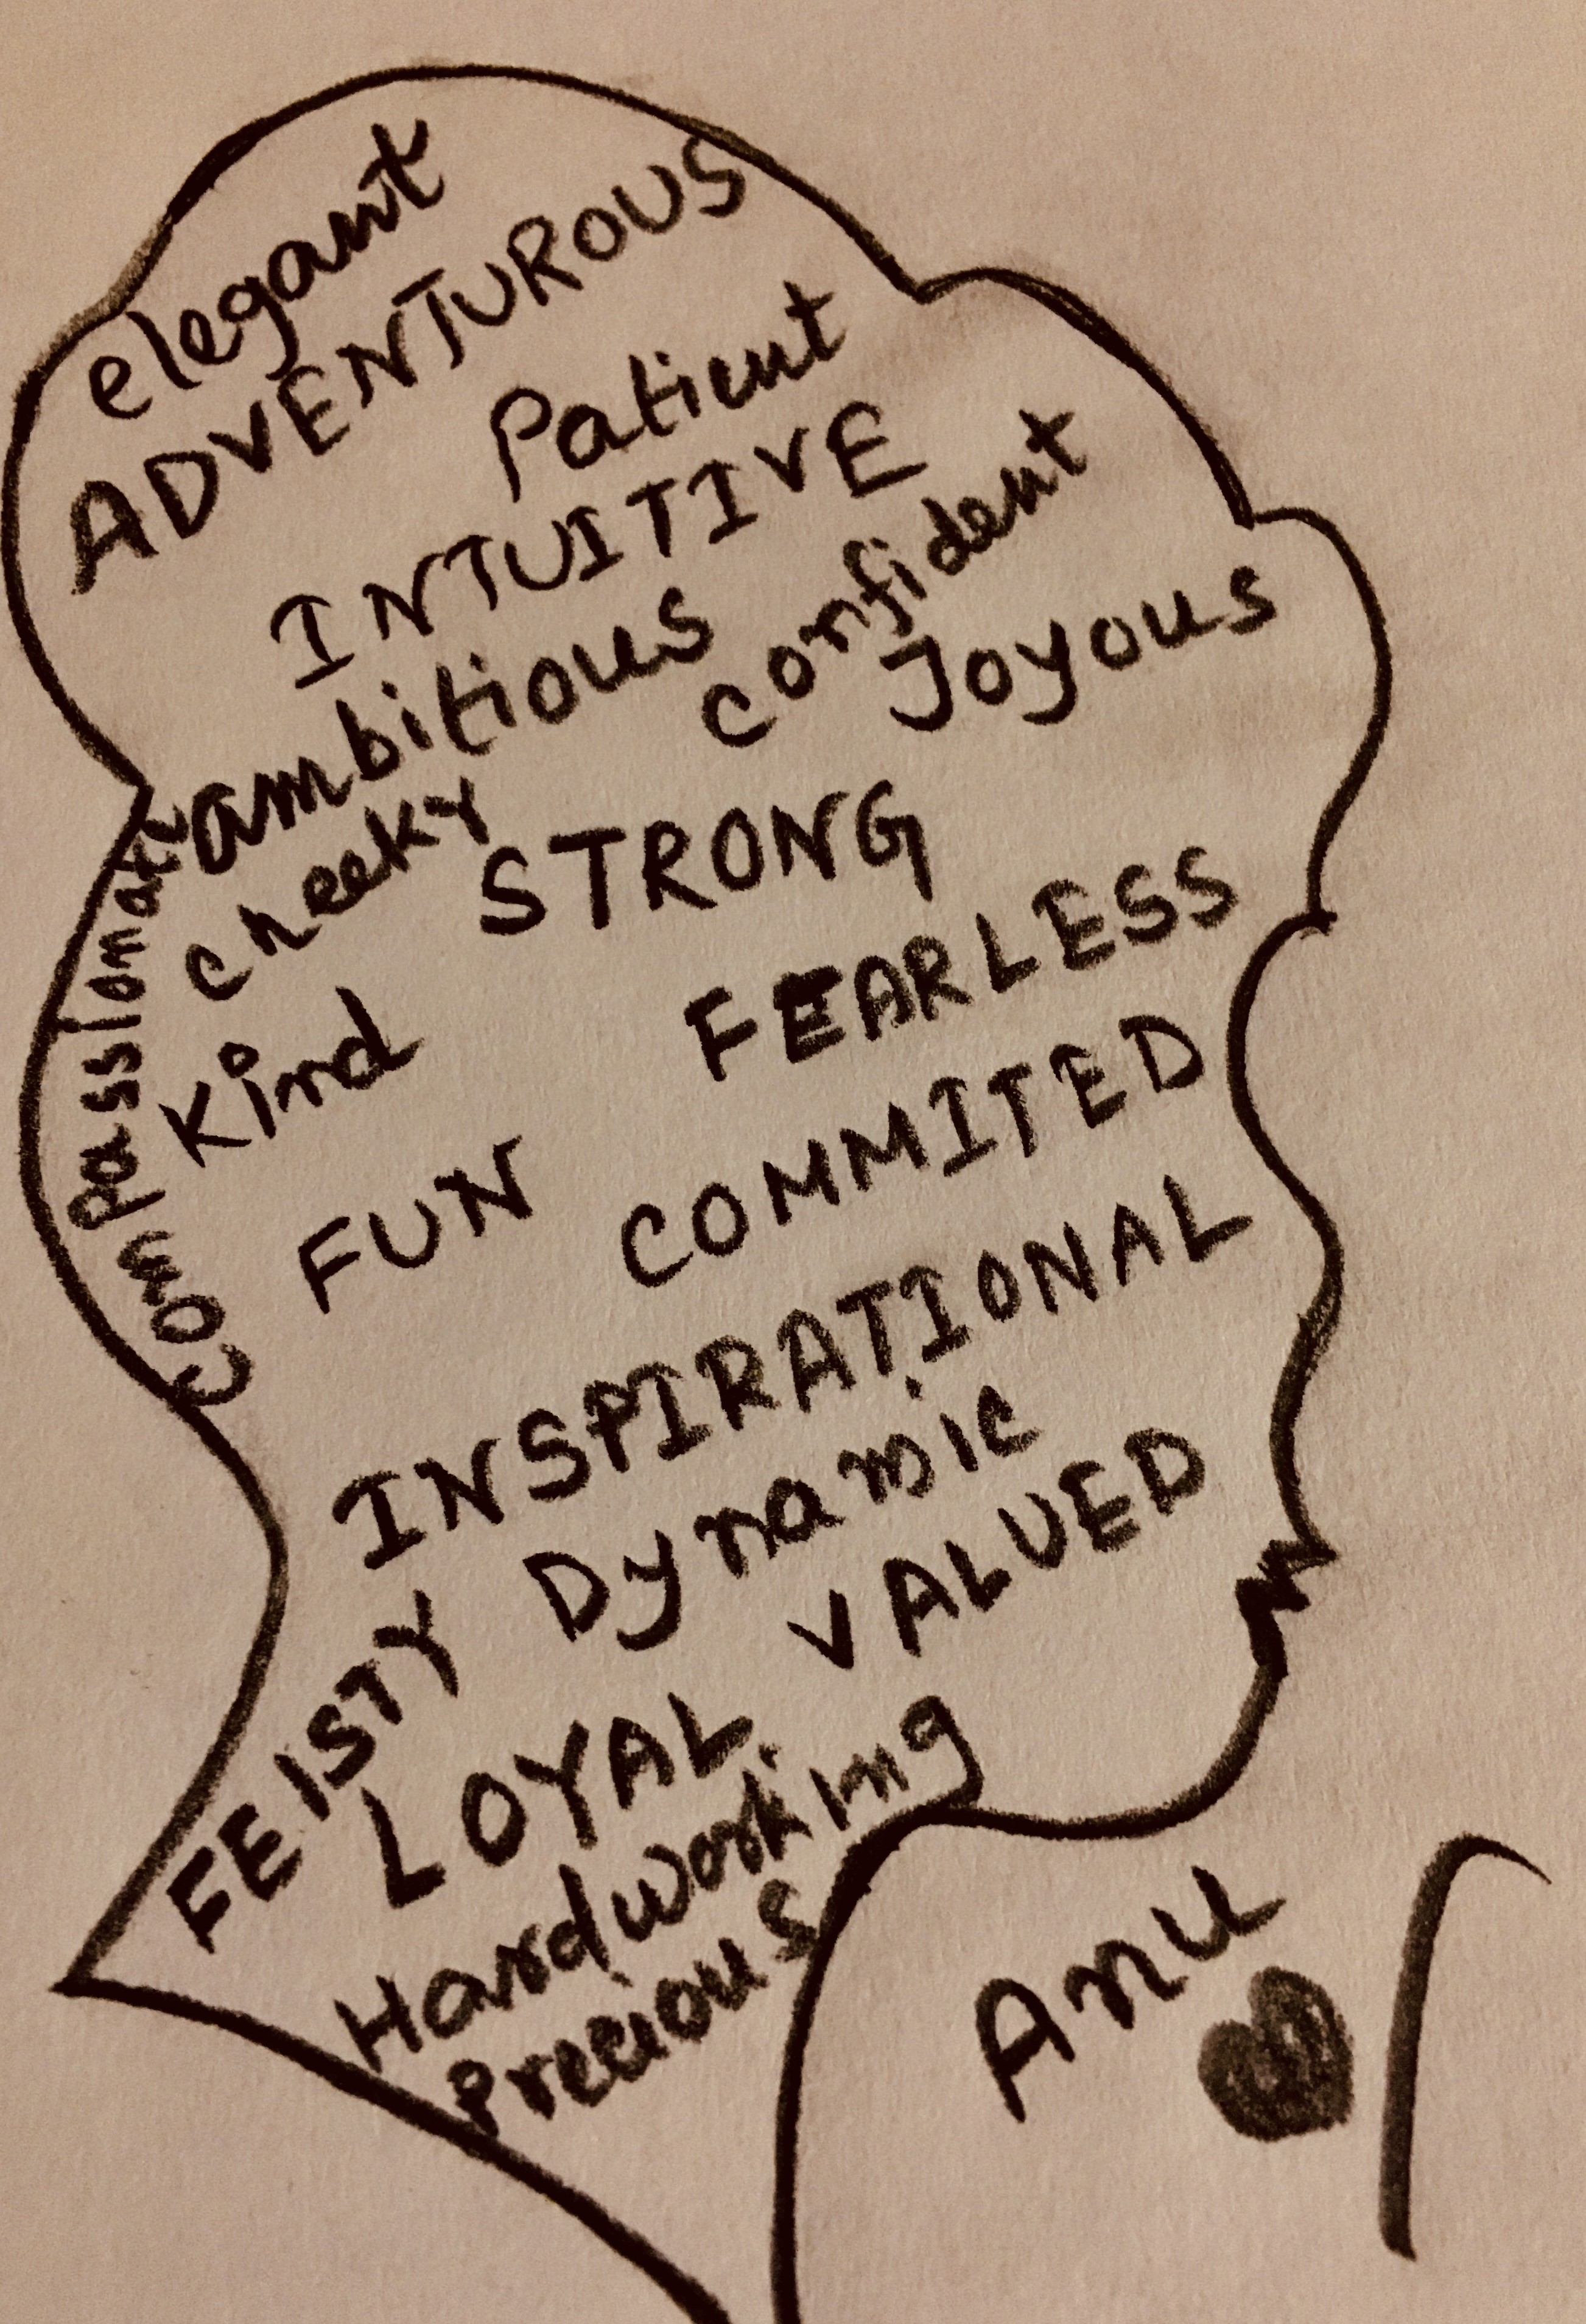 elegant
ADVENTUROUS
Patient
INTUITIVE
ambitious
confident
Joyous
cheeky
STRONG
compassionate
Kind
FEARLESS
FUN
COMMITED
INSPIRATIONAL
Dynamic
FEISTY
VALUED
LOYAL
Hardworking
Precious
Anu